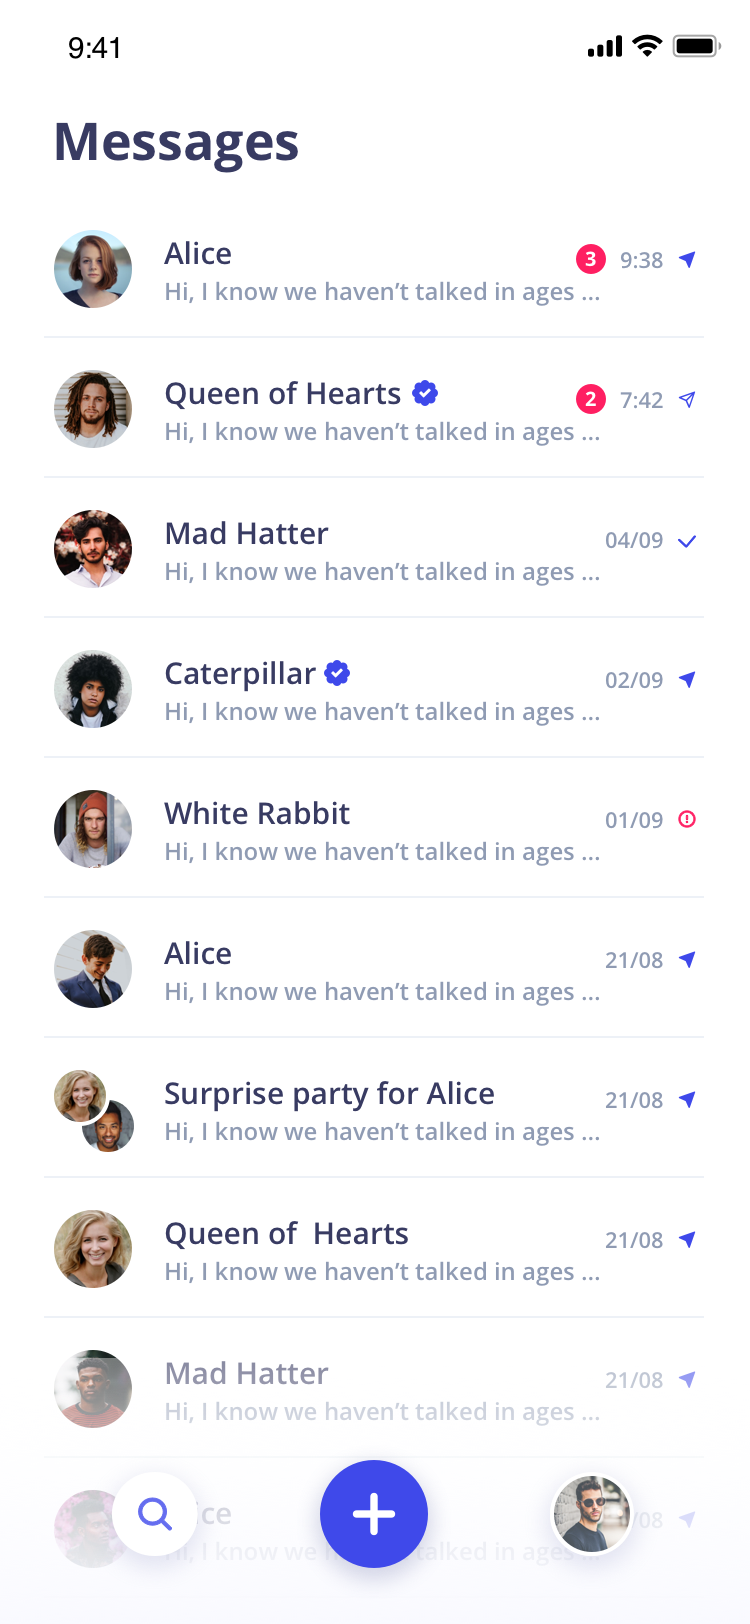 9:41
Messages
Alice 3 9:38
Hi, I know we haven’t talked in ages ...
Queen of Hearts 2 7:42
Hi, I know we haven’t talked in ages ...
Mad Hatter 04/09
Hi, I know we haven’t talked in ages ...
Caterpillar 02/09
Hi, I know we haven’t talked in ages ...
White Rabbit 01/09
Hi, I know we haven’t talked in ages ...
Alice 21/08
Hi, I know we haven’t talked in ages ...
Surprise party for Alice 21/08
Hi, I know we haven’t talked in ages ...
Queen of  Hearts 21/08
Hi, I know we haven’t talked in ages ...
Mad Hatter 21/08
Hi, I know we haven’t talked in ages ...
ice /08
Hi, I know we h talked in ages ...